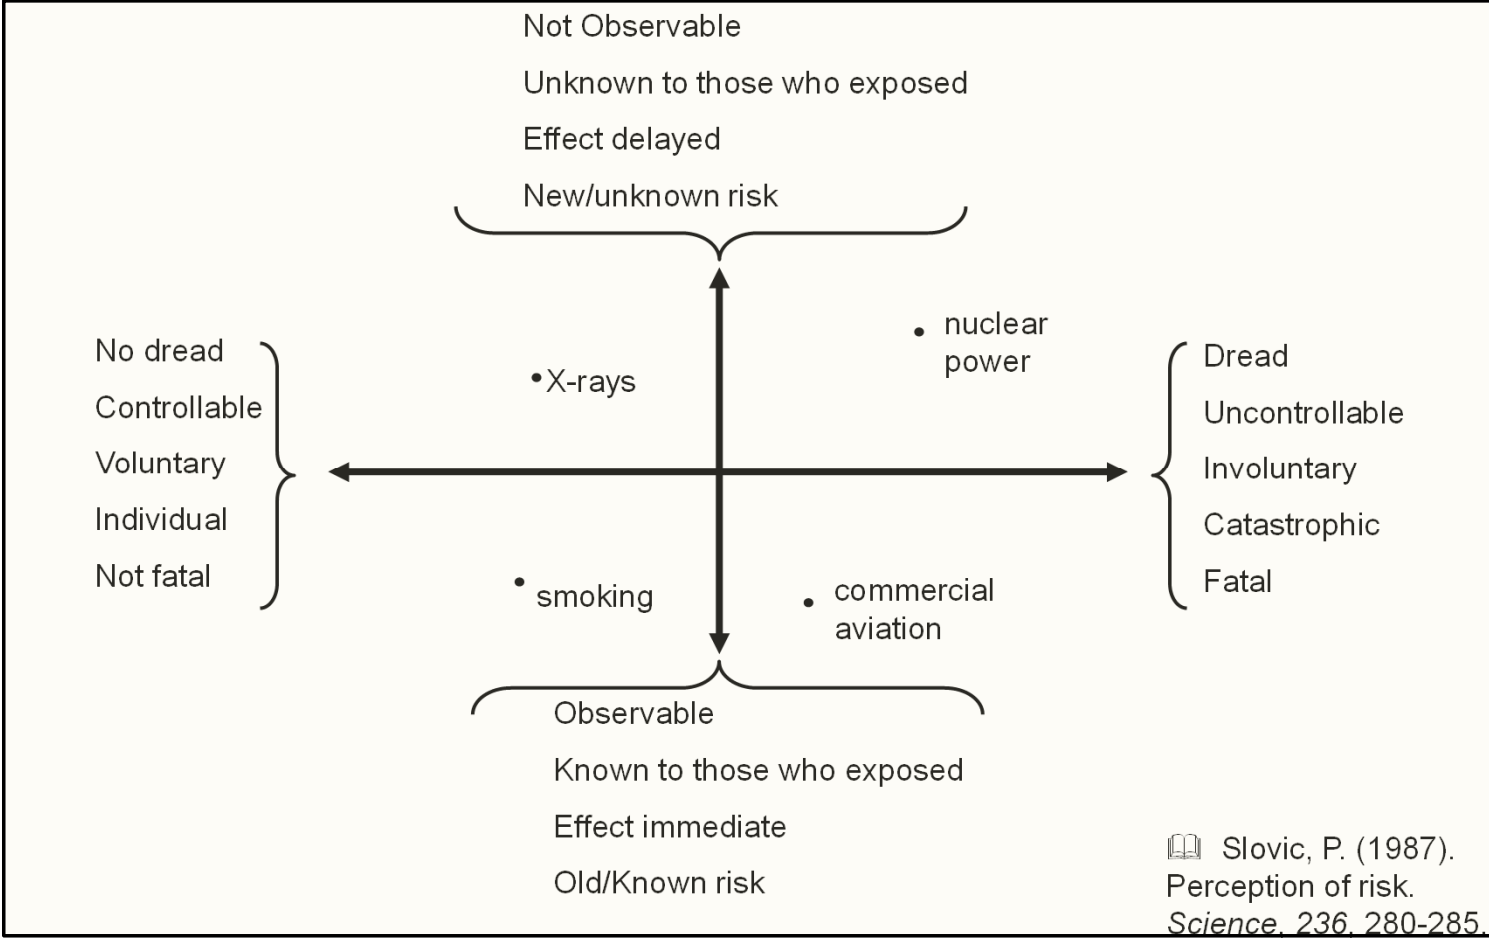 Not Observable
Unknown to those who exposed
Effect delayed
New/unknown risk
No dread
Controllable
Voluntary
Individual
Not fatal
•X-rays
• nuclear
power
Dread
Uncontrollable
Involuntary
Catastrophic
Fatal
• smoking
• commercial
aviation
Observable
Known to those who exposed
Effect immediate
Old/Known risk
Slovic, P. (1987).
Perception of risk.
Science, 236, 280-285.